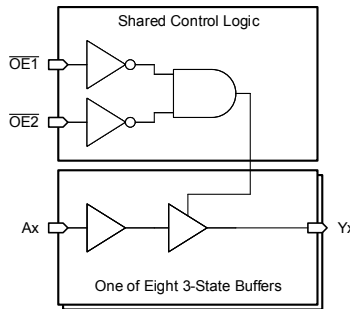 Shared Control Logic
OE1
OE2
Ax
Yx
One of Eight 3-State Buffers